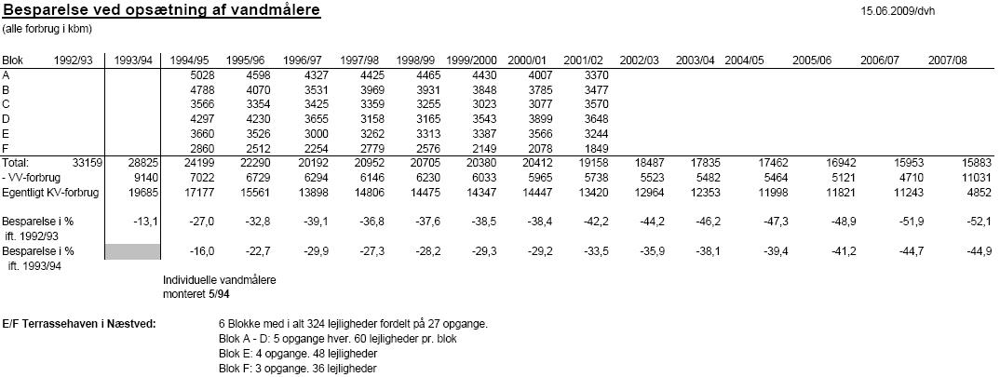 Besparelse ved opsætning af vandmålere 15.06.2009/dvh
(alle forbrug i kbm)
Blok 1992/93 1993/94 1994/95 1995/96 1996/97 1997/98 1998/99 1999/2000 2000/01 2001/02 2002/03 2003/04 2004/05 2005/06 2006/07 2007/08
A 5028 4598 4327 4425 4465 4430 4007 3370
B 4788 4070 3531 3969 3931 3848 3785 3477
C 3566 3354 3425 3359 3255 3023 3077 3570
D 4297 4230 3655 3158 3165 3543 3899 3648
E 3660 3526 3000 3262 3313 3387 3566 3244
F 2860 2512 2254 2779 2576 2149 2078 1849
Total: 33159 28825 24199 22290 20192 20952 20705 20380 20412 19158 18487 17835 17462 16942 15953 15883
- VV-forbrug 9140 7022 6729 6294 6146 6230 6033 5965 5738 5523 5482 5464 5121 4710 11031
Egentligt KV-forbrug 19685 17177 15561 13898 14806 14475 14347 14447 13420 12964 12353 11998 11821 11243 4852
Besparelse i % -13,1 -27,0 -32,8 -39,1 -36,8 -37,6 -38,5 -38,4 -42,2 -44,2 -46,2 -47,3 -48,9 -51,9 -52,1
ift. 1992/93
Besparelse i % -16,0 -22,7 -29,9 -27,3 -28,2 -29,3 -29,2 -33,5 -35,9 -38,1 -39,4 -41,2 -44,7 -44,9
ift. 1993/94
Individuelle vandmålere
monteret 5/94
E/F Terrassehaven i Næstved: 6 Blokke med i alt 324 lejligheder fordelt på 27 opgange.
Blok A - D: 5 opgange hver. 60 lejligheder pr. blok
Blok E: 4 opgange. 48 lejligheder
Blok F: 3 opgange. 36 lejligheder